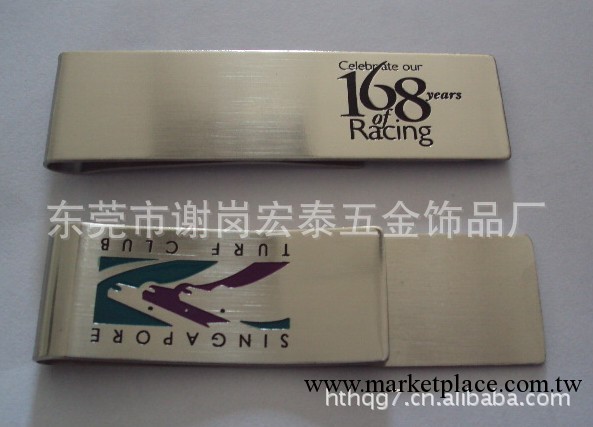 Celebrate our
168 years
of
Racing
东莞市谢岗宏泰五金饰品厂
TURF CLUB
SINGAPORE
www.marketplace.com.tw
hthqg7.cn.alibaba.com